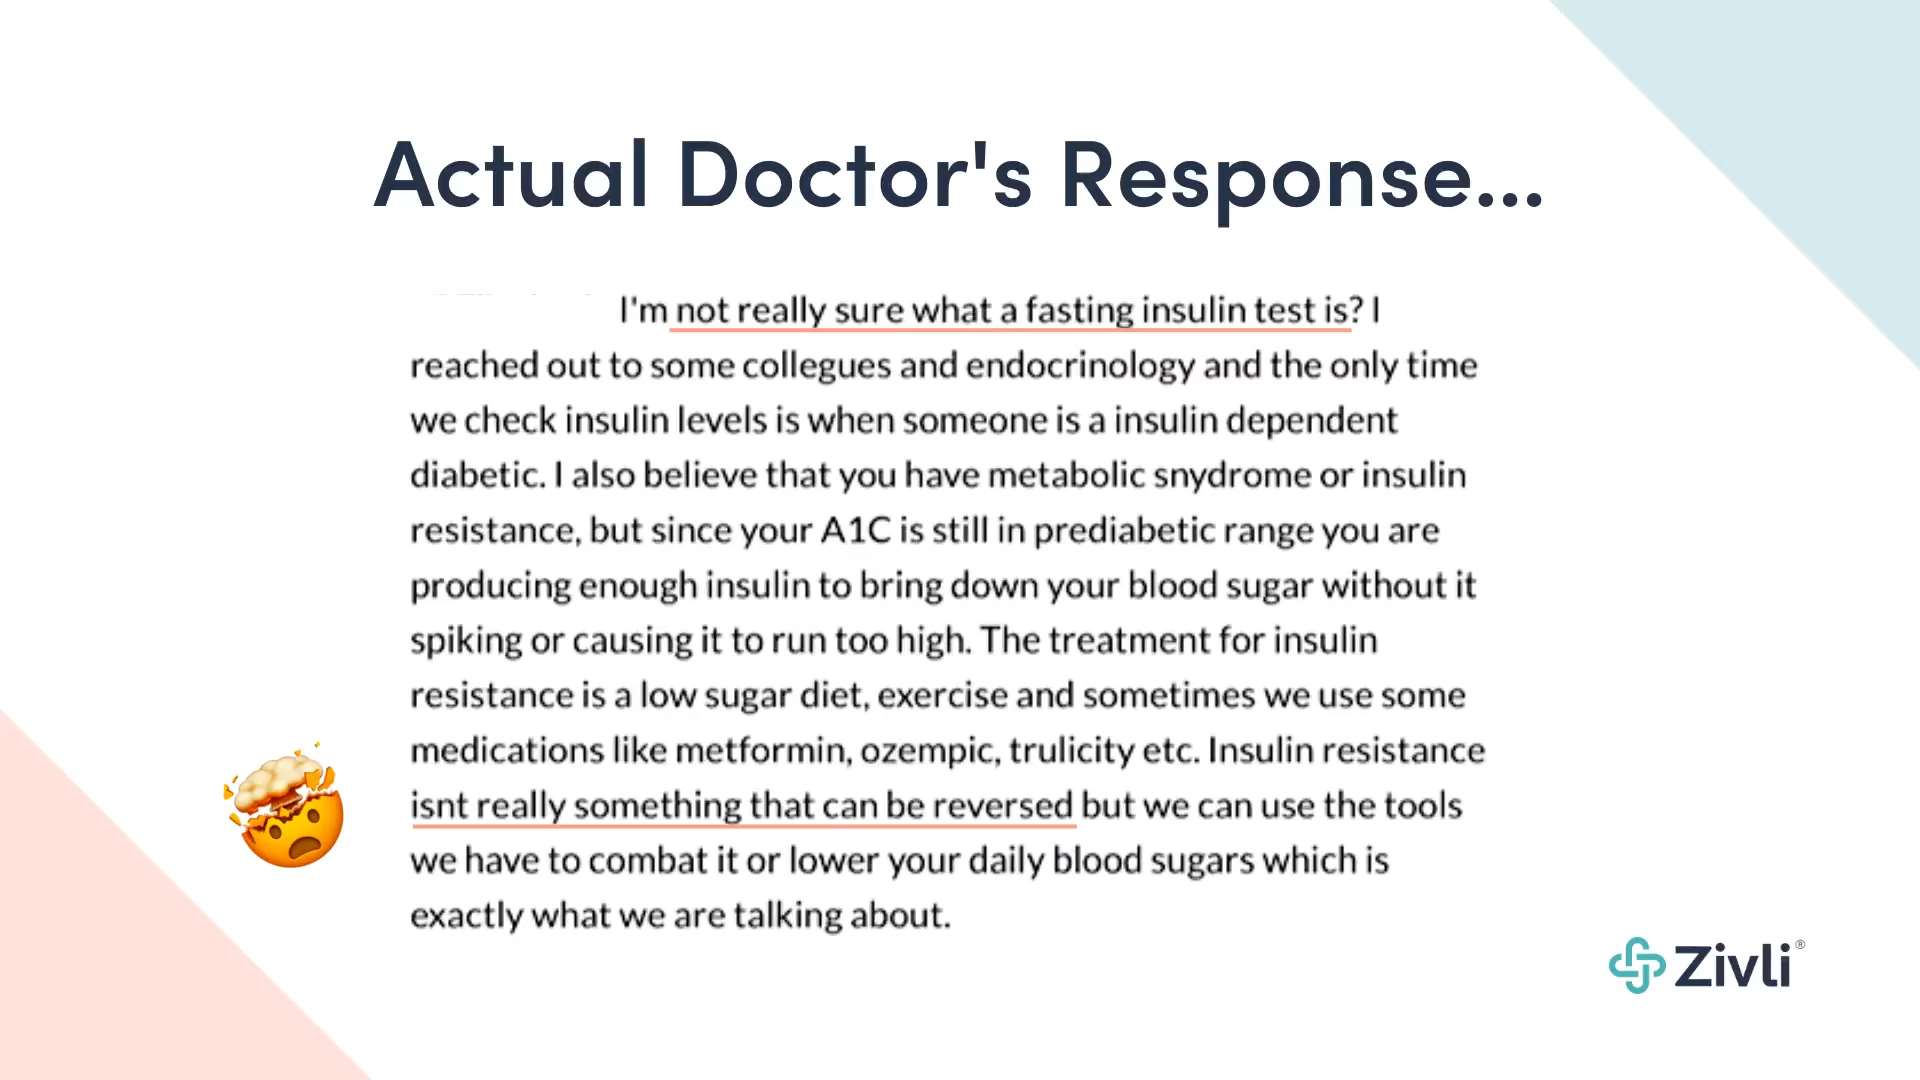 Actual Doctor's Response...
I'm not really sure what a fasting insulin test is? I
reached out to some collegues and endocrinology and the only time
we check insulin levels is when someone is a insulin dependent
diabetic. I also believe that you have metabolic snydrome or insulin
resistance, but since your A1C is still in prediabetic range you are
producing enough insulin to bring down your blood sugar without it
spiking or causing it to run too high. The treatment for insulin
resistance is a low sugar diet, exercise and sometimes we use some
medications like metformin, ozempic, trulicity etc. Insulin resistance
isnt really something that can be reversed but we can use the tools
we have to combat it or lower your daily blood sugars which is
exactly what we are talking about.
Zivli®